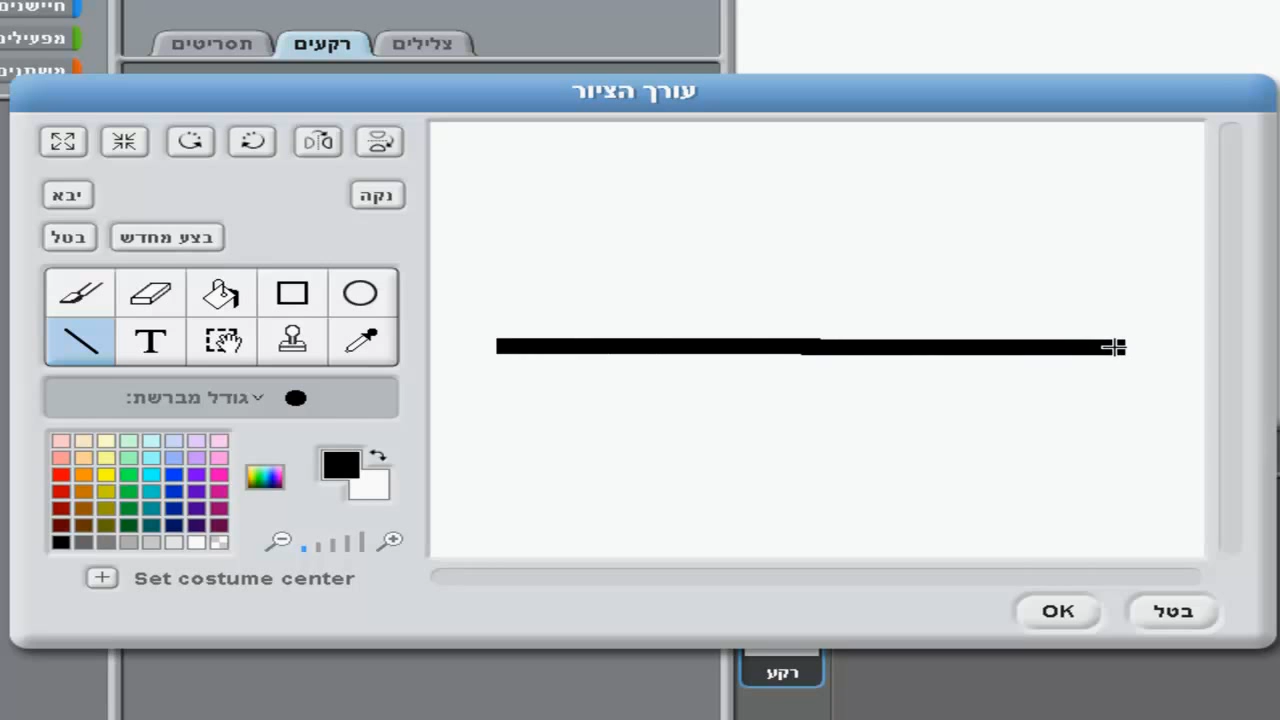 חיישנים
מפעילים
משתנים
תסריטים
רקעים
צלילים
עורך הציור
יבא
נקה
בטל
בצע מחדש
T
גודל מברשת:
Set costume center
OK
בטל
רקע